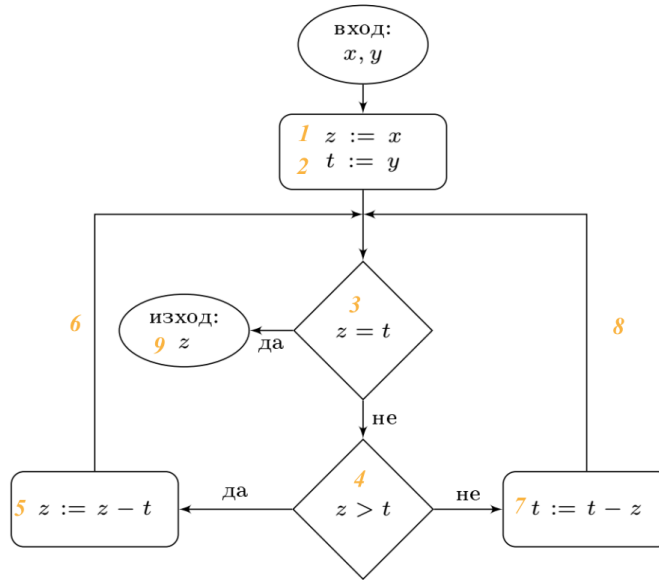 вход:
x, y
1 z := x
2 t := y
3
z = t
да
изход:
9 z
не
6
8
4
z > t
да
не
5 z := z − t
7 t := t − z